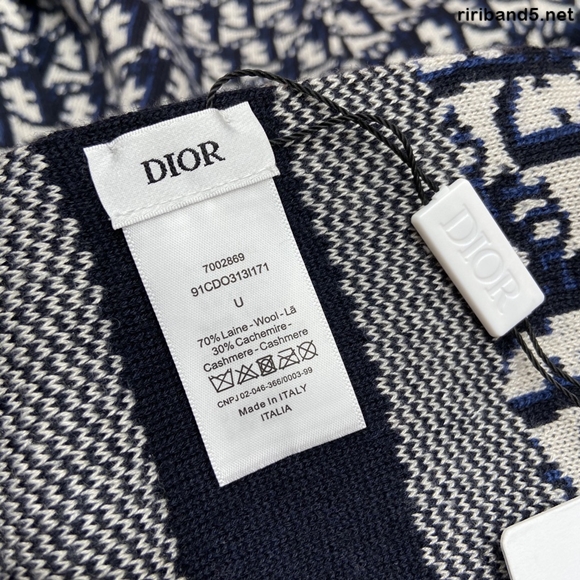 ririband5.net
DIOR
7002869
91CDO313I171
U
70% Laine-Wool-Lã
30% Cachemire-
Cashmere-Cashmere
CNPJ 02-046-366/0003-99
Made in ITALY
ITALIA
DIOR